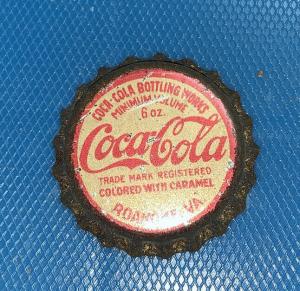 COCA-COLA BOTTLING WORKS
MINIMUM VOLUME
6 oz.
Coca-Cola
TRADE MARK REGISTERED
COLORED WITH CARAMEL
ROANOKE, VA